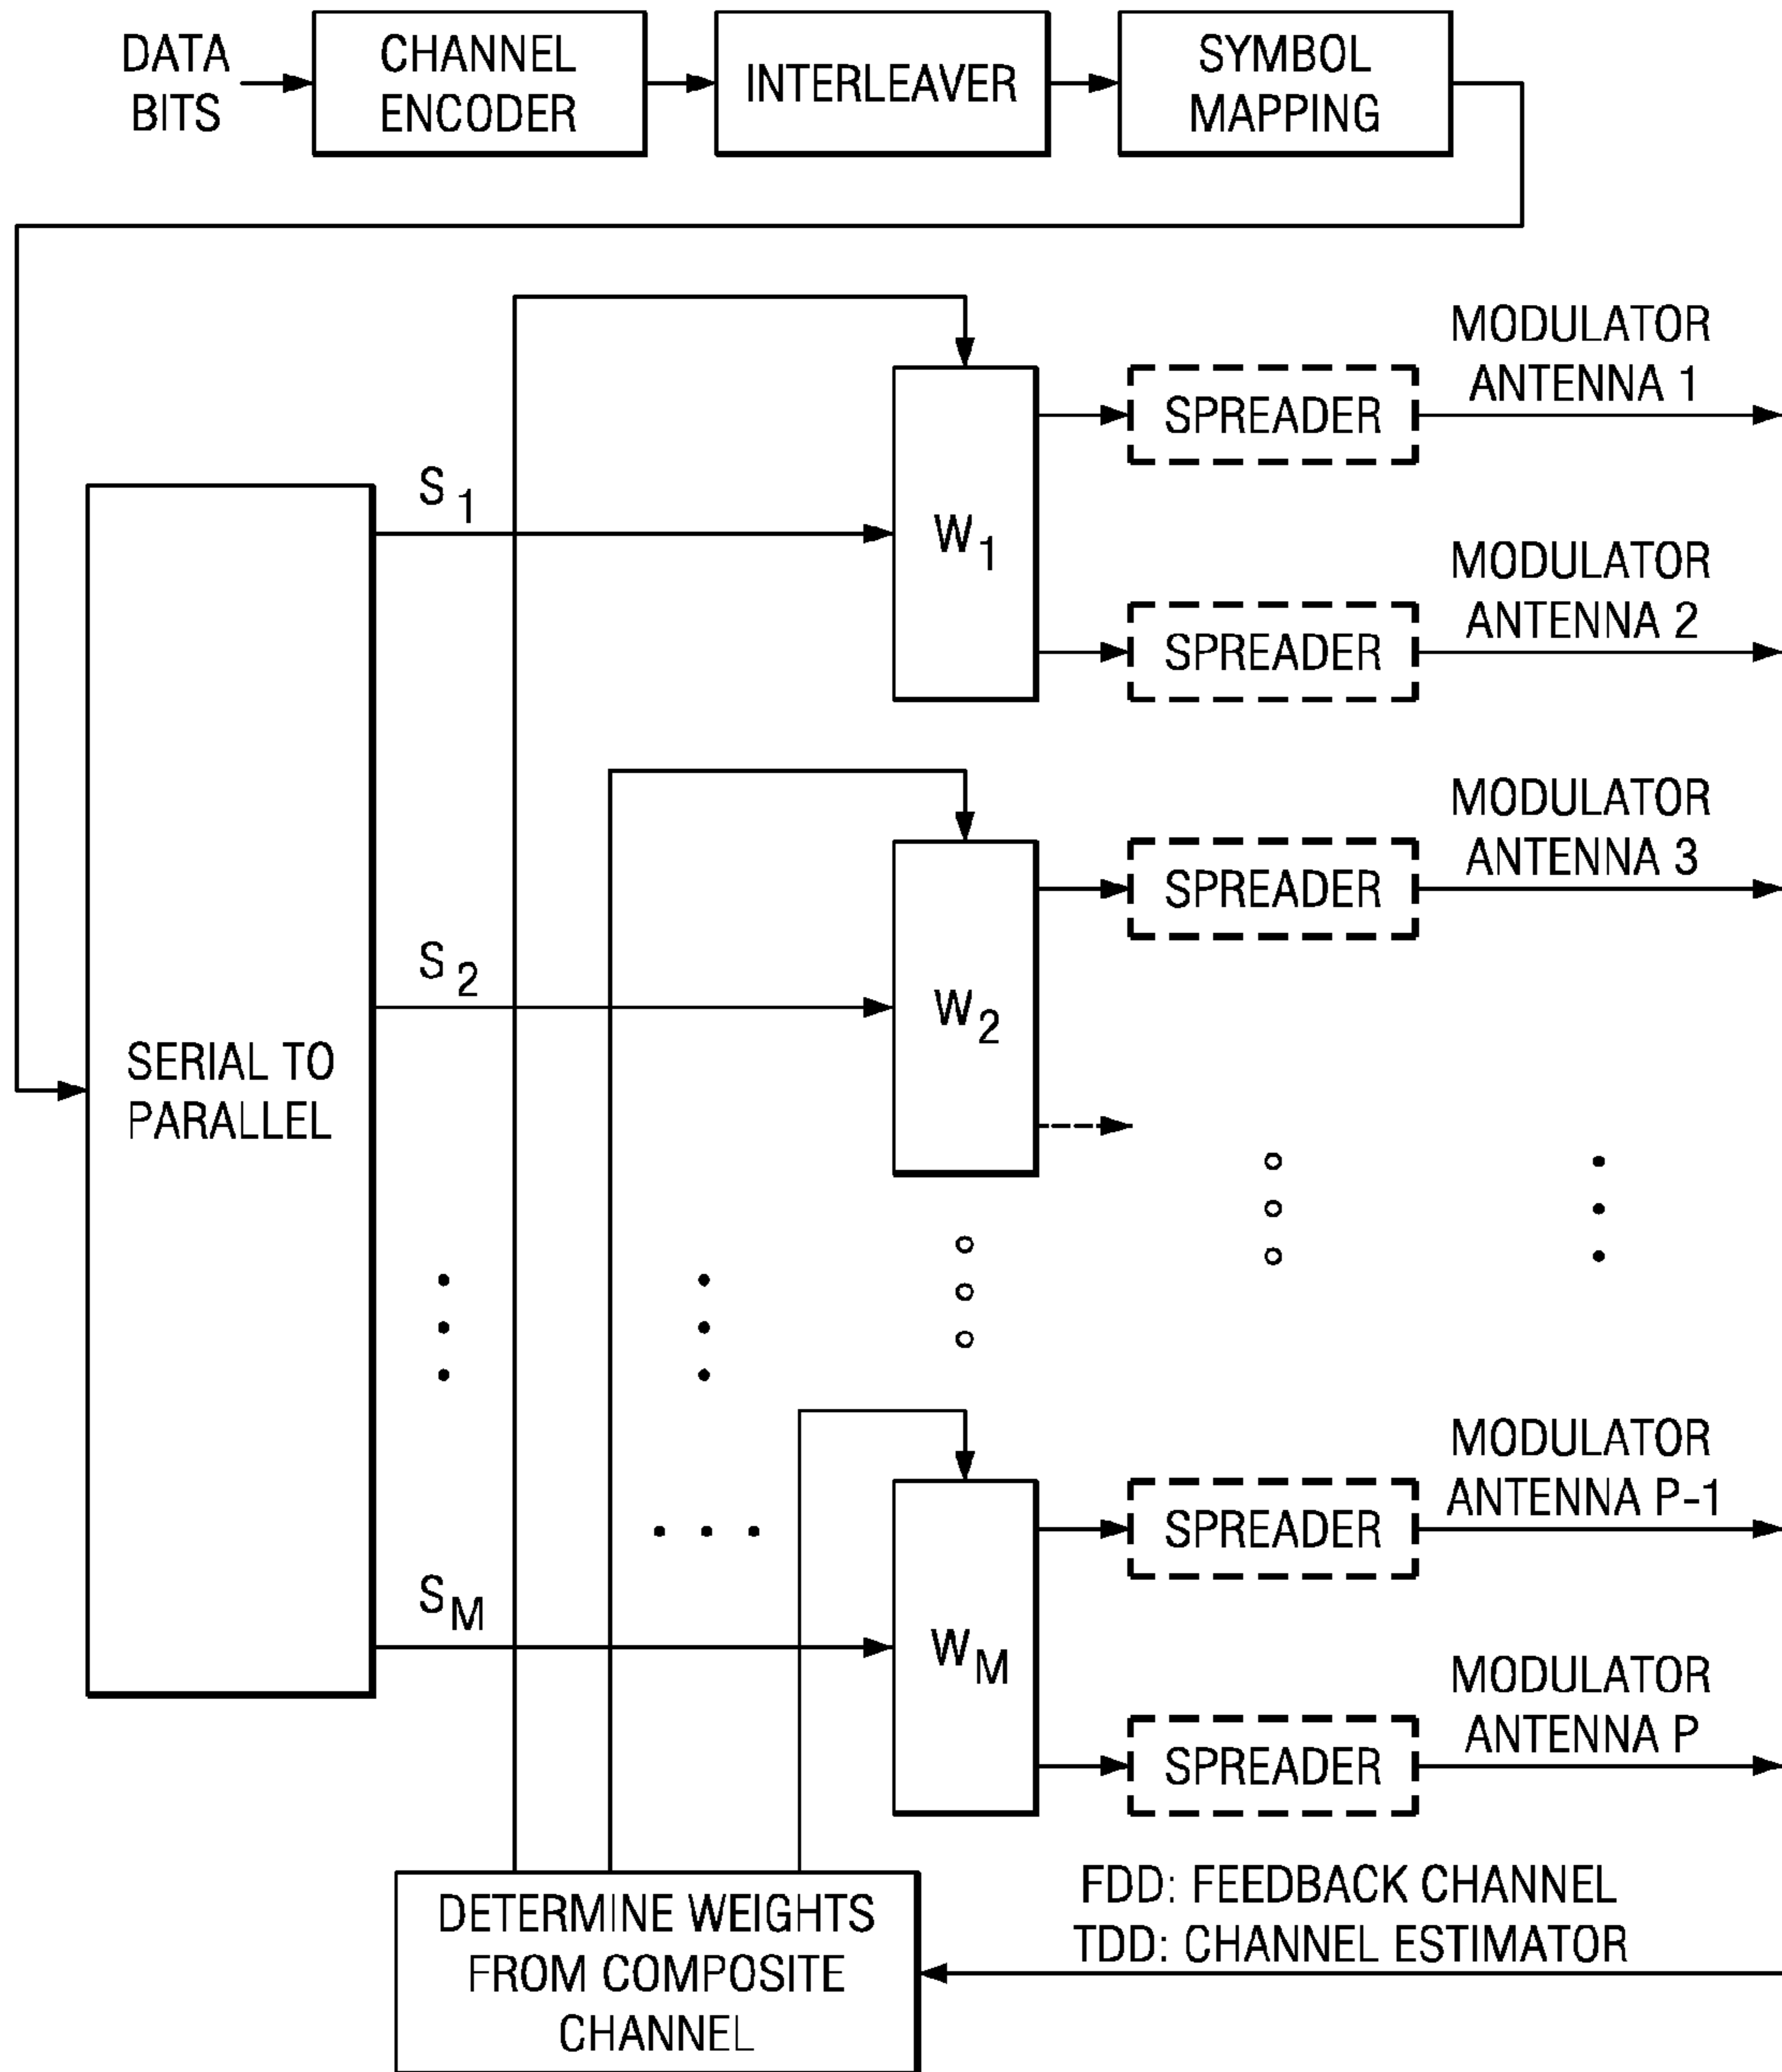 DATA
BITS
CHANNEL
ENCODER
INTERLEAVER
SYMBOL
MAPPING
MODULATOR
ANTENNA 1
SPREADER
S1
W1
MODULATOR
ANTENNA 2
SPREADER
MODULATOR
ANTENNA 3
SPREADER
S2
W2
SERIAL TO
PARALLEL
MODULATOR
ANTENNA P-1
SPREADER
SM
WM
MODULATOR
ANTENNA P
SPREADER
DETERMINE WEIGHTS
FROM COMPOSITE
CHANNEL
FDD: FEEDBACK CHANNEL
TDD: CHANNEL ESTIMATOR